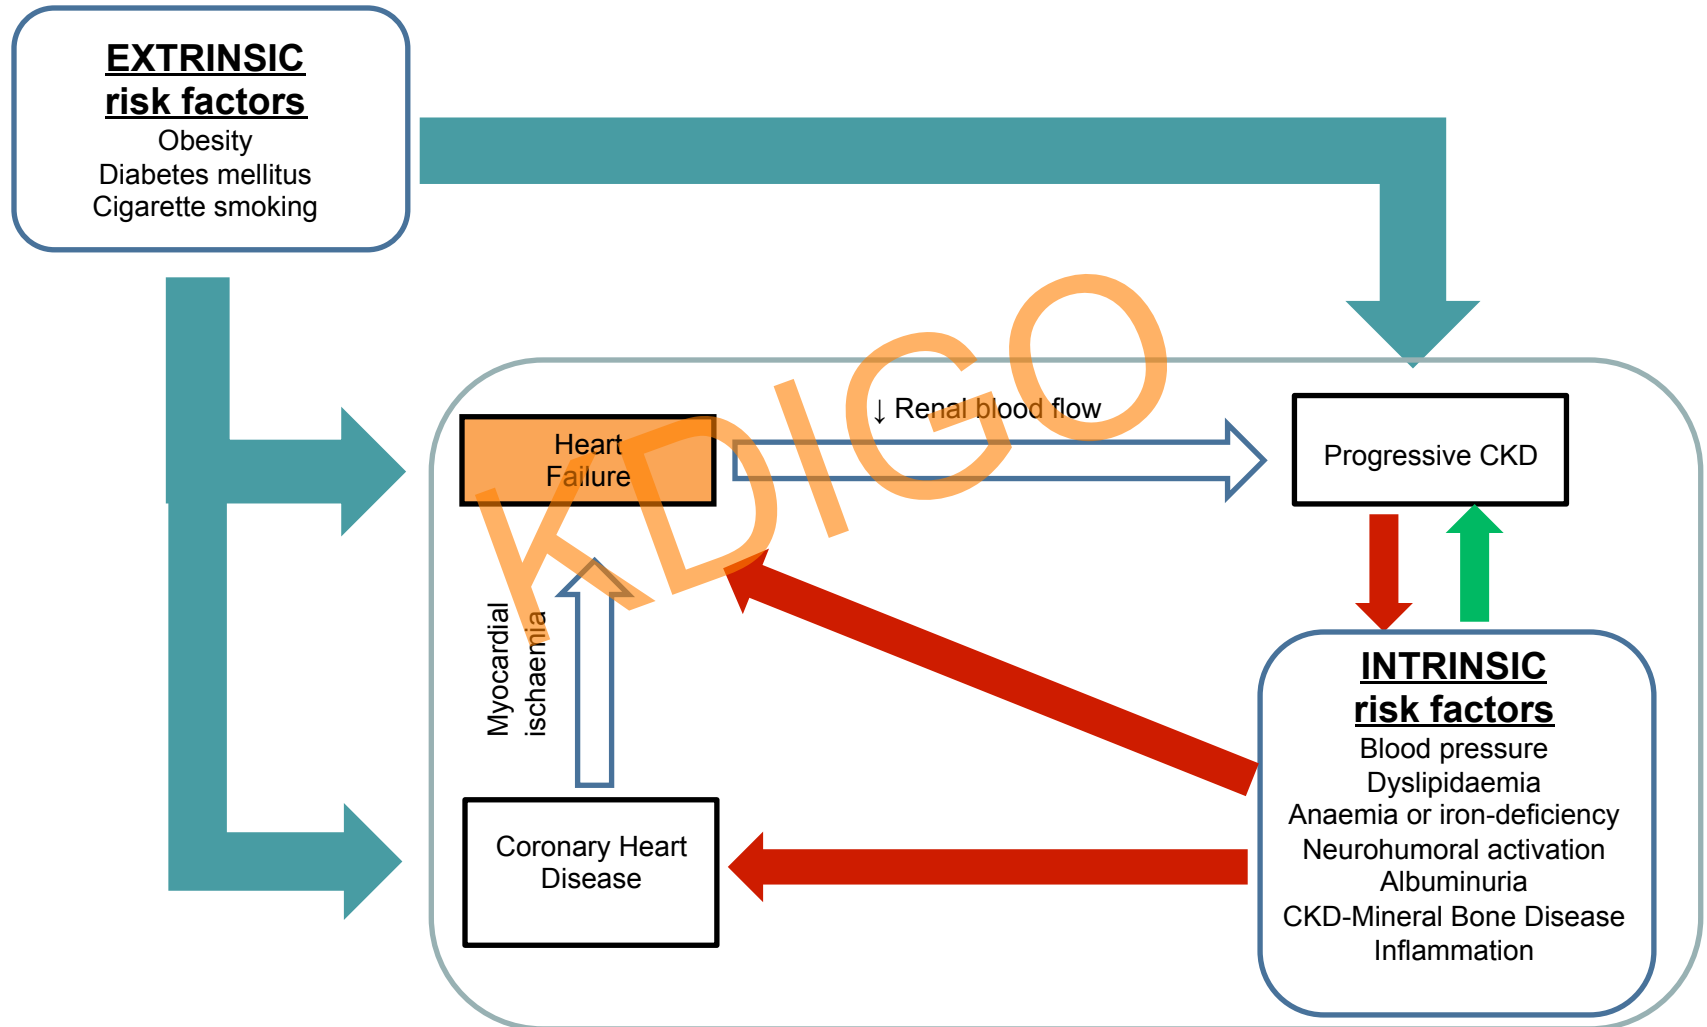 EXTRINSIC
risk factors
Obesity
Diabetes mellitus
Cigarette smoking
↓ Renal blood flow
Heart
Failure
Progressive CKD
KDIGO
Myocardial
ischaemia
INTRINSIC
risk factors
Blood pressure
Dyslipidaemia
Anaemia or iron-deficiency
Neurohumoral activation
Albuminuria
CKD-Mineral Bone Disease
Inflammation
Coronary Heart
Disease